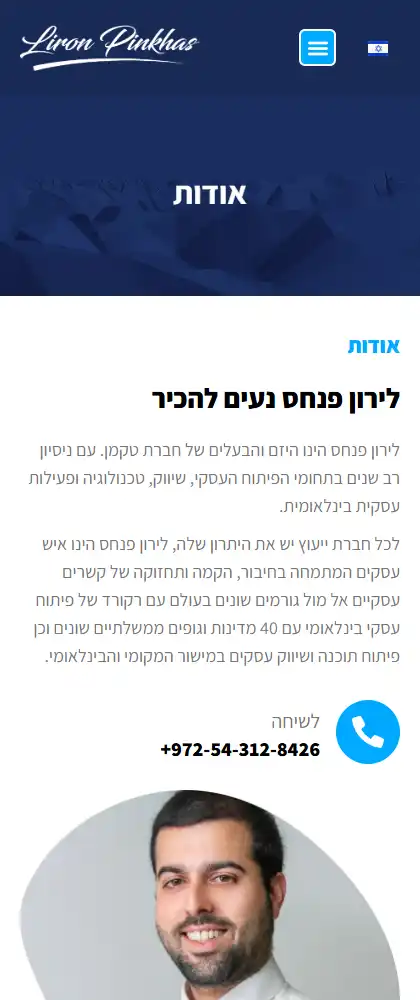 Liron Pinkhas
אודות
אודות
לירון פנחס נעים להכיר
לירון פנחס הינו היזם והבעלים של חברת טקמן. עם ניסיון
רב שנים בתחומי הפיתוח העסקי, שיווק, טכנולוגיה ופעילות
עסקית בינלאומית.
לכל חברת ייעוץ יש את היתרון שלה, לירון פנחס הינו איש
עסקים המתמחה בחיבור, הקמה ותחזוקה של קשרים
עסקיים אל מול גורמים שונים בעולם עם רקורד של פיתוח
עסקי בינלאומי עם 40 מדינות וגופים ממשלתיים שונים וכן
פיתוח תוכנה ושיווק עסקים במישור המקומי והבינלאומי.
לשיחה
+972-54-312-8426